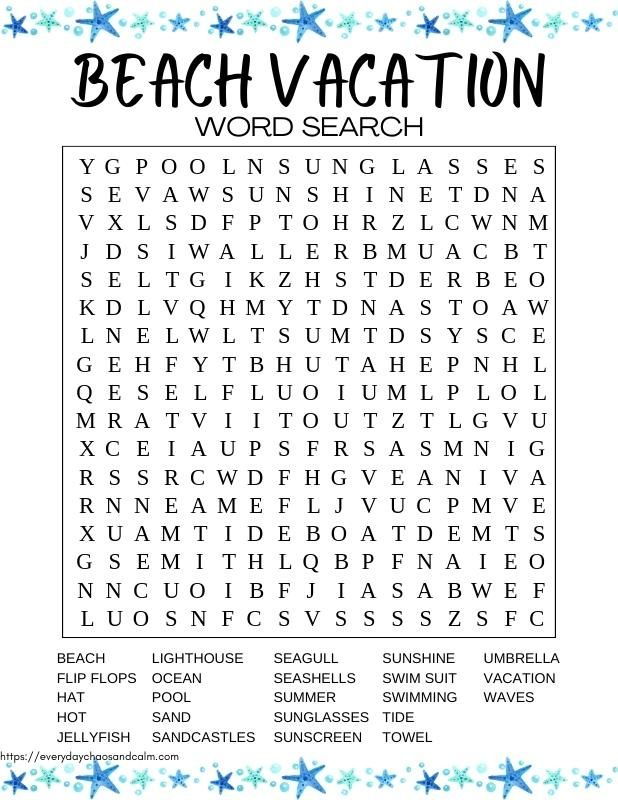 BEACH VACATION
WORD SEARCH
Y G P O O L N S U N G L A S S E S
S E V A W S U N S H I N E T D N A
V X L S D F P T O H R Z L C W N M
J D S I W A L L E R B M U A C B T
S E L T G I K Z H S T D E R B E O
K D L V Q H M Y T D N A S T O A W
L N E L W L T S U M T D S Y S C E
G E H F Y T B H U T A H E P N H L
Q E S E L F L U O I U M L P L O L
M R A T V I I T O U T Z T L G V U
X C E I A U P S F R S A S M N I G
R S S R C W D F H G V E A N I V A
R N N E A M E F L J V U C P M V E
X U A M T I D E B O A T D E M T S
G S E M I T H L Q B P F N A I E O
N N C U O I B F J I A S A B W E F
L U O S N F C S V S S S S Z S F C
BEACH LIGHTHOUSE SEAGULL SUNSHINE UMBRELLA
FLIP FLOPS OCEAN SEASHELLS SWIM SUIT VACATION
HAT POOL SUMMER SWIMMING WAVES
HOT SAND SUNGLASSES TIDE
JELLYFISH SANDCASTLES SUNSCREEN TOWEL
https://everydaychaosandcalm.com